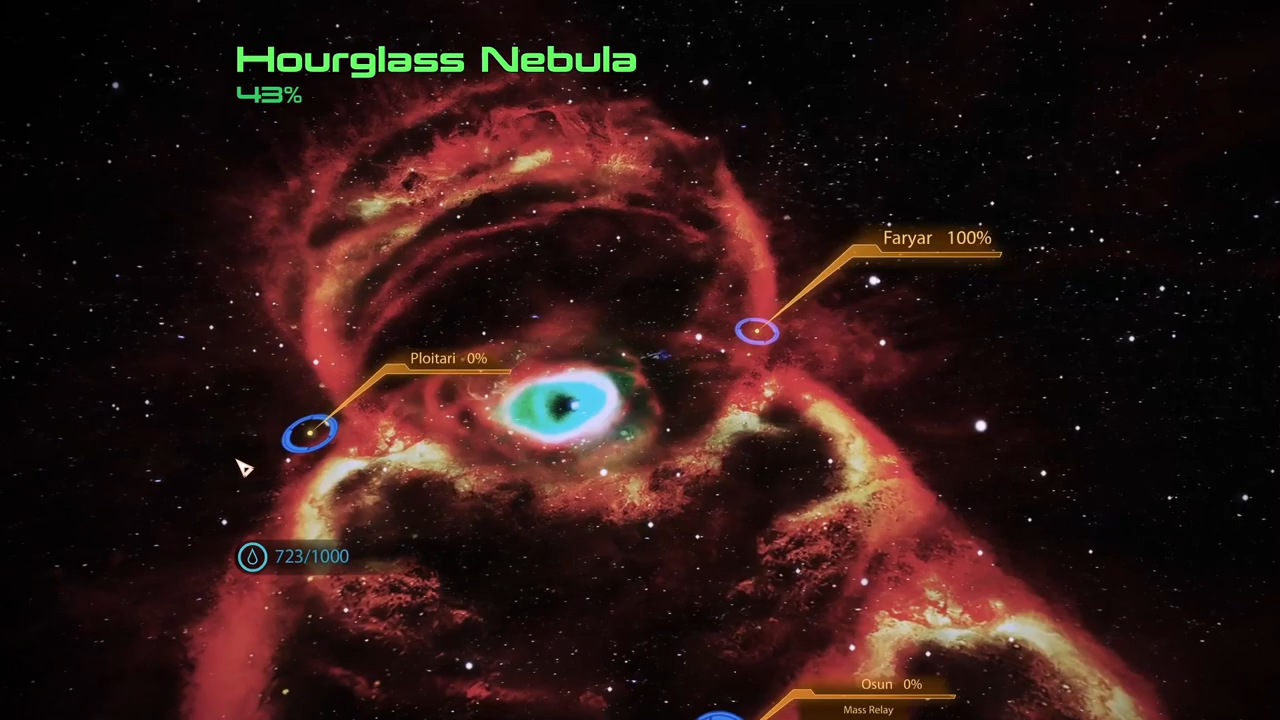 Hourglass Nebula
43%
Faryar 100%
Ploitari 0%
723/1000
Osun 0%
Mass Relay